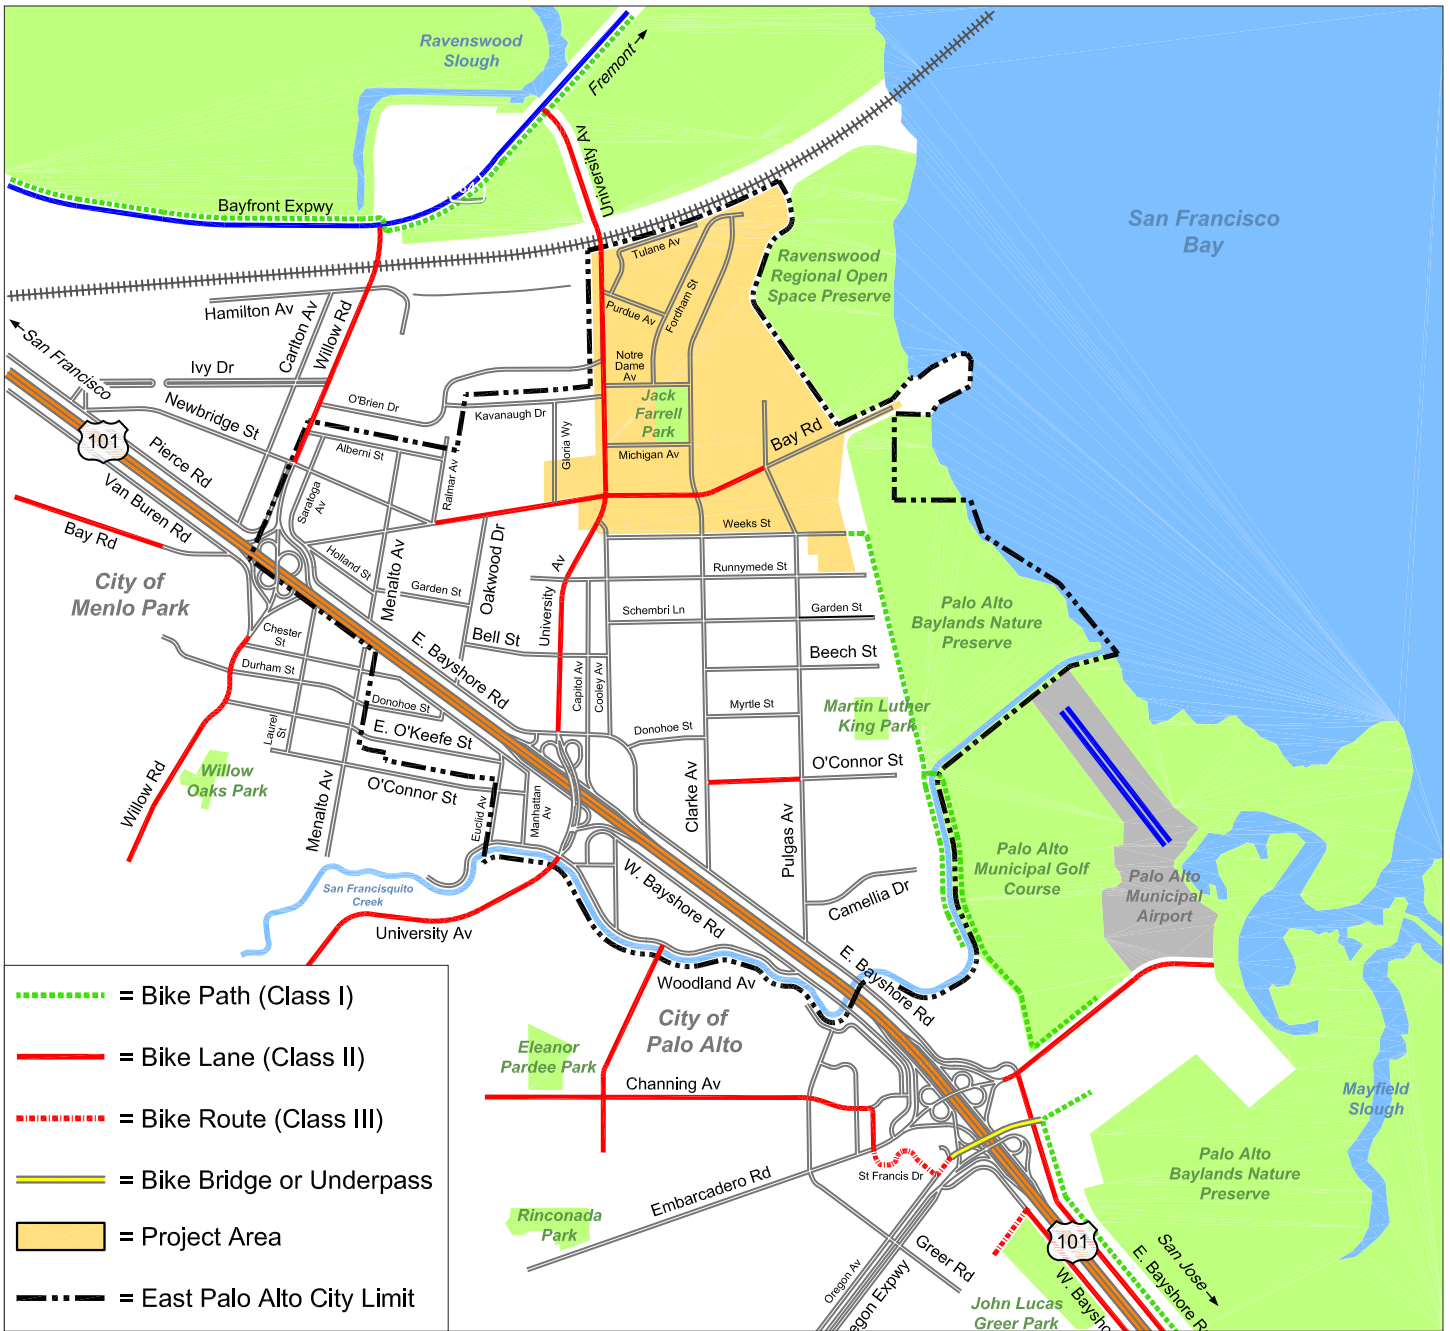 Ravenswood
Slough
Fremont
University Av
Bayfront Expwy
San Francisco
Bay
Ravenswood
Regional Open
Space Preserve
Tulane Av
Purdue Av
Fordham St
Hamilton Av
Carlton Av
Willow Rd
San Francisco
Ivy Dr
Newbridge St
O'Brien Dr
Kavanaugh Dr
Notre
Dame
Av
Jack
Farrell
Park
Gloria Wy
Michigan Av
Bay Rd
101
Pierce Rd
Van Buren Rd
Alberni St
Ralmar Av
Saratoga
Av
Bay Rd
Weeks St
City of
Menlo Park
Holland St
Menalto Av
Garden St
Oakwood Dr
University Av
Runnymede St
Schembri Ln
Garden St
Palo Alto
Baylands Nature
Preserve
Chester
St
Bell St
Beech St
Durham St
E. Bayshore Rd
Capitol Av
Cooley Av
Donohoe St
Myrtle St
Martin Luther
King Park
Laurel
St
E. O'Keefe St
Donohoe St
O'Connor St
Willow
Oaks Park
O'Connor St
Willow Rd
Menalto Av
Euclid Av
Manhattan
Av
Clarke Av
Pulgas Av
San Francisquito
Creek
W. Bayshore Rd
Camellia Dr
Palo Alto
Municipal Golf
Course
Palo Alto
Municipal
Airport
University Av
E. Bayshore Rd
Woodland Av
City of
Palo Alto
Eleanor
Pardee Park
Channing Av
Mayfield
Slough
St Francis Dr
Embarcadero Rd
Palo Alto
Baylands Nature
Preserve
Rinconada
Park
Greer Rd
Oregon Av
egon Expwy
101
San Jose
E. Bayshore R
W. Baysho
John Lucas
Greer Park
= Bike Path (Class I)
= Bike Lane (Class II)
= Bike Route (Class III)
= Bike Bridge or Underpass
= Project Area
= East Palo Alto City Limit